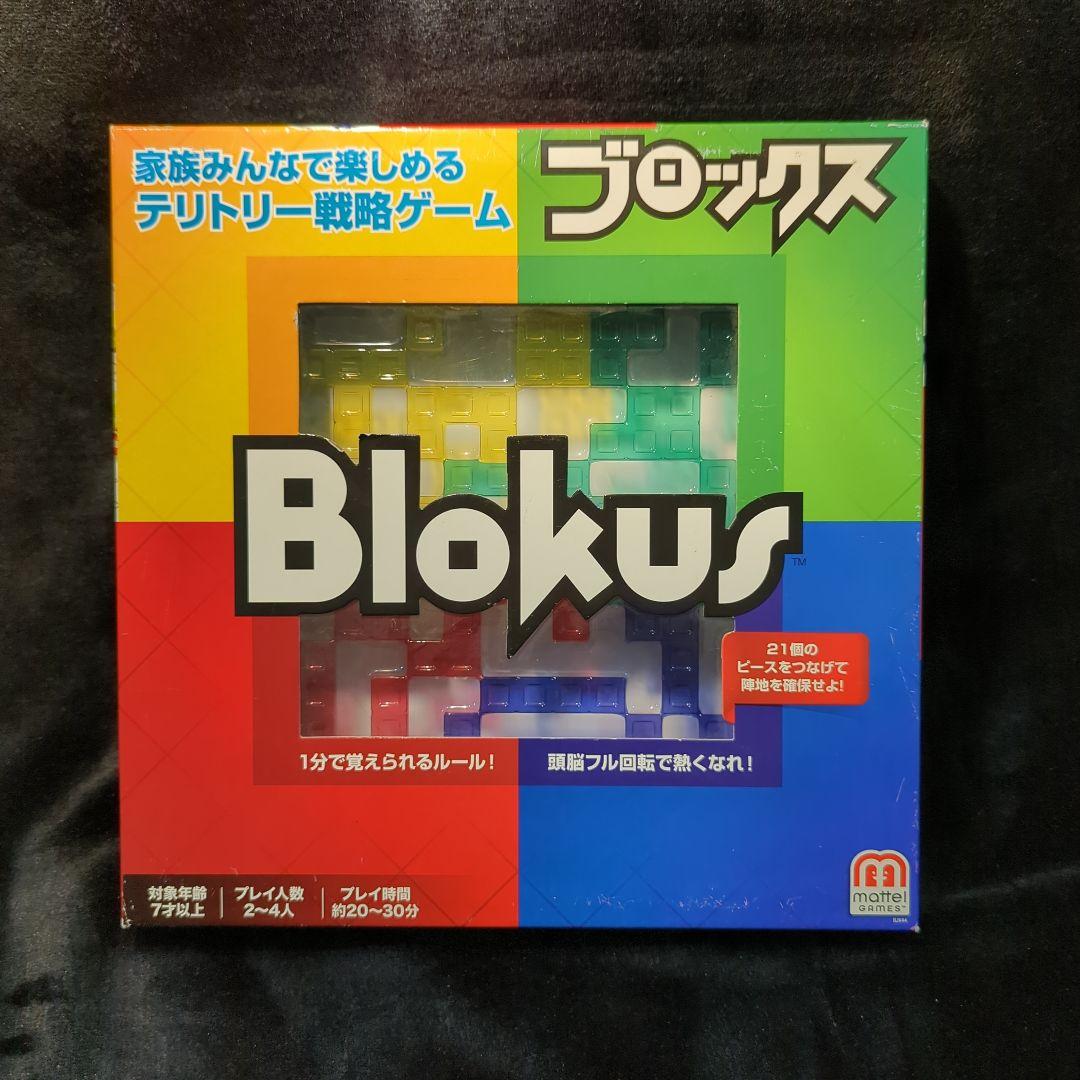 家族みんなで楽しめる
テリトリー戦略ゲーム
ブロックス
Blokus
TM
21個の
ピースをつなげて
陣地を確保せよ!
1分で覚えられるルール!
頭脳フル回転で熱くなれ!
対象年齢
7才以上
プレイ人数
2〜4人
プレイ時間
約20〜30分
m
mattel
GAMES™